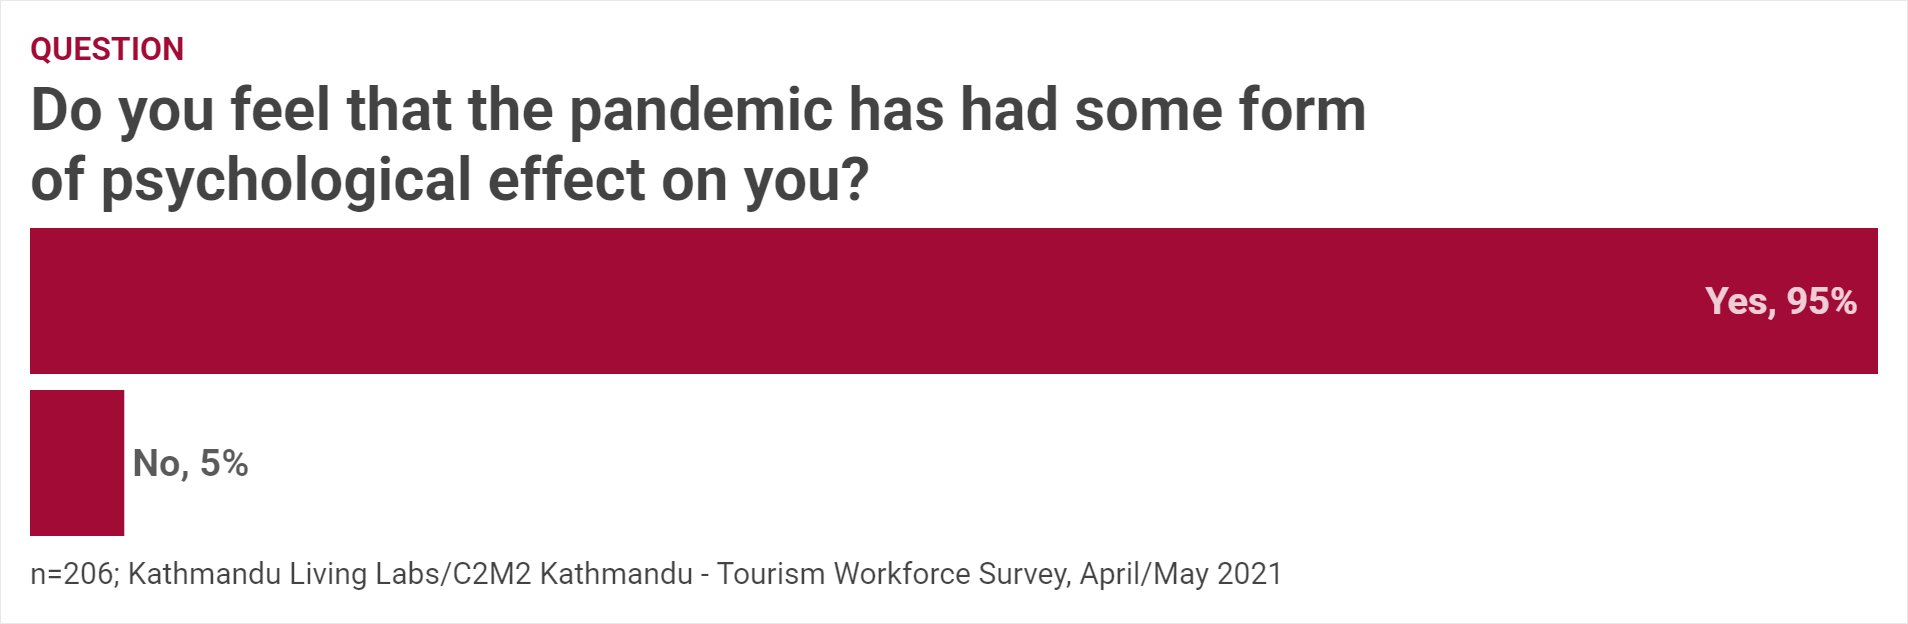 QUESTION
Do you feel that the pandemic has had some form
of psychological effect on you?
Yes, 95%
No, 5%
n=206; Kathmandu Living Labs/C2M2 Kathmandu - Tourism Workforce Survey, April/May 2021